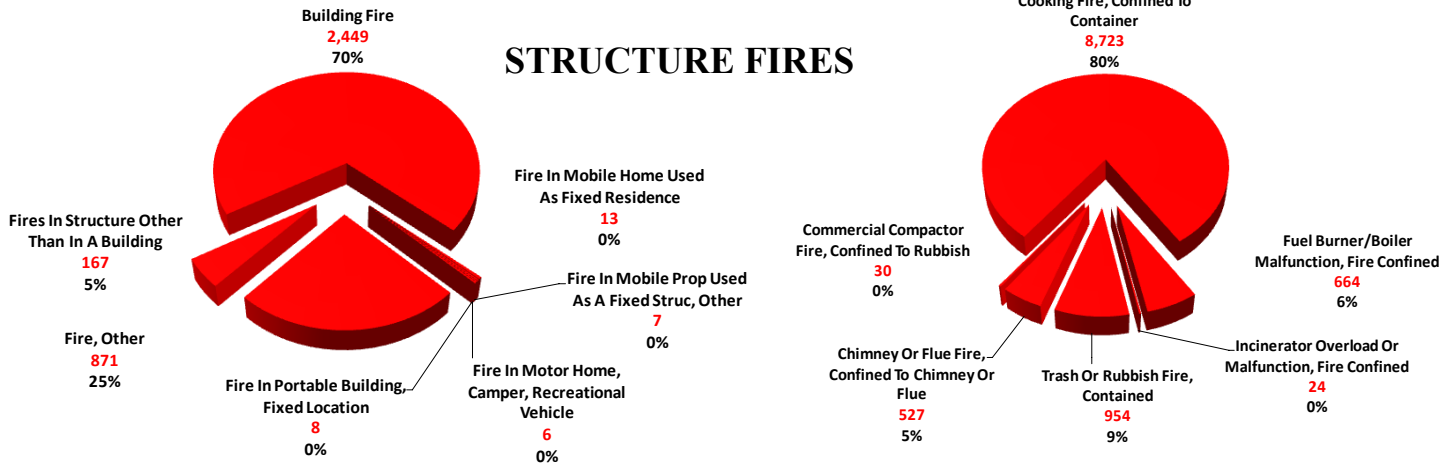 Building Fire
2,449
70%
STRUCTURE FIRES
Cooking Fire, Confined To
Container
8,723
80%
Fire In Mobile Home Used
As Fixed Residence
13
0%
Fires In Structure Other
Than In A Building
167
5%
Fire In Mobile Prop Used
As A Fixed Struc, Other
7
0%
Fire, Other
871
25%
Fire In Portable Building,
Fixed Location
8
0%
Fire In Motor Home,
Camper, Recreational
Vehicle
6
0%
Commercial Compactor
Fire, Confined To Rubbish
30
0%
Fuel Burner/Boiler
Malfunction, Fire Confined
664
6%
Chimney Or Flue Fire,
Confined To Chimney Or
Flue
527
5%
Trash Or Rubbish Fire,
Contained
954
9%
Incinerator Overload Or
Malfunction, Fire Confined
24
0%